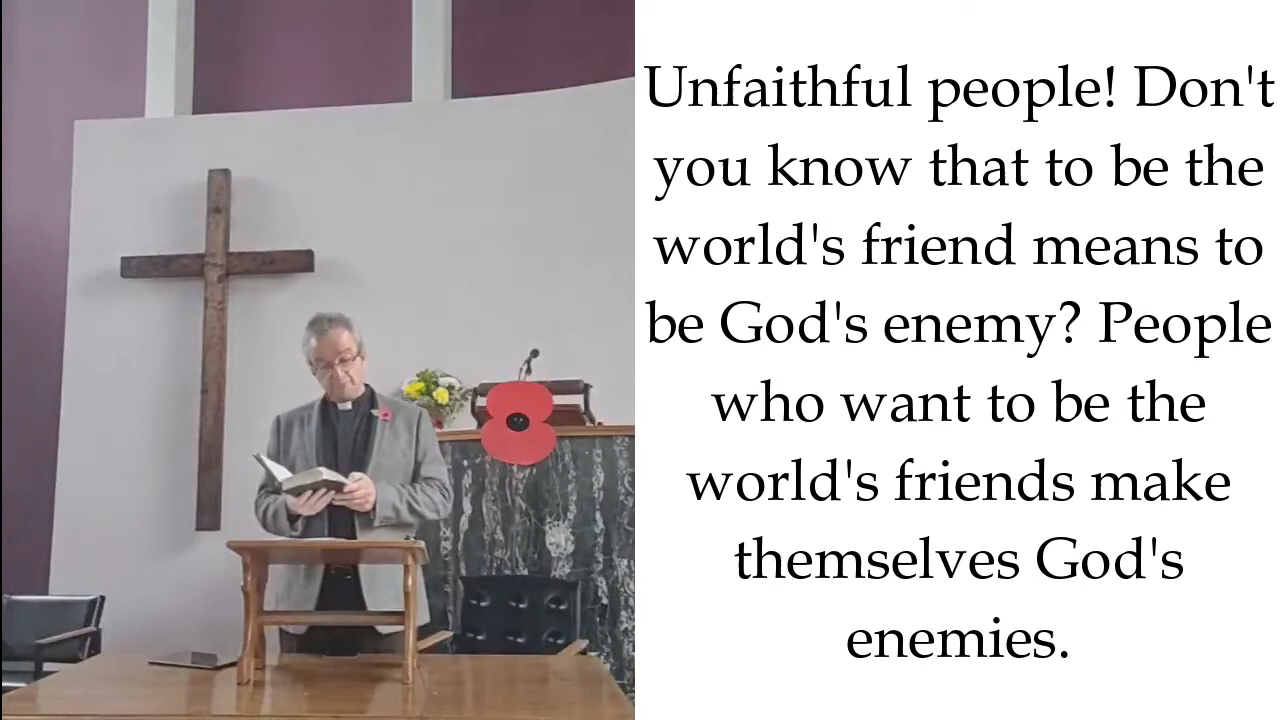 Unfaithful people! Don't
you know that to be the
world's friend means to
be God's enemy? People
who want to be the
world's friends make
themselves God's
enemies.